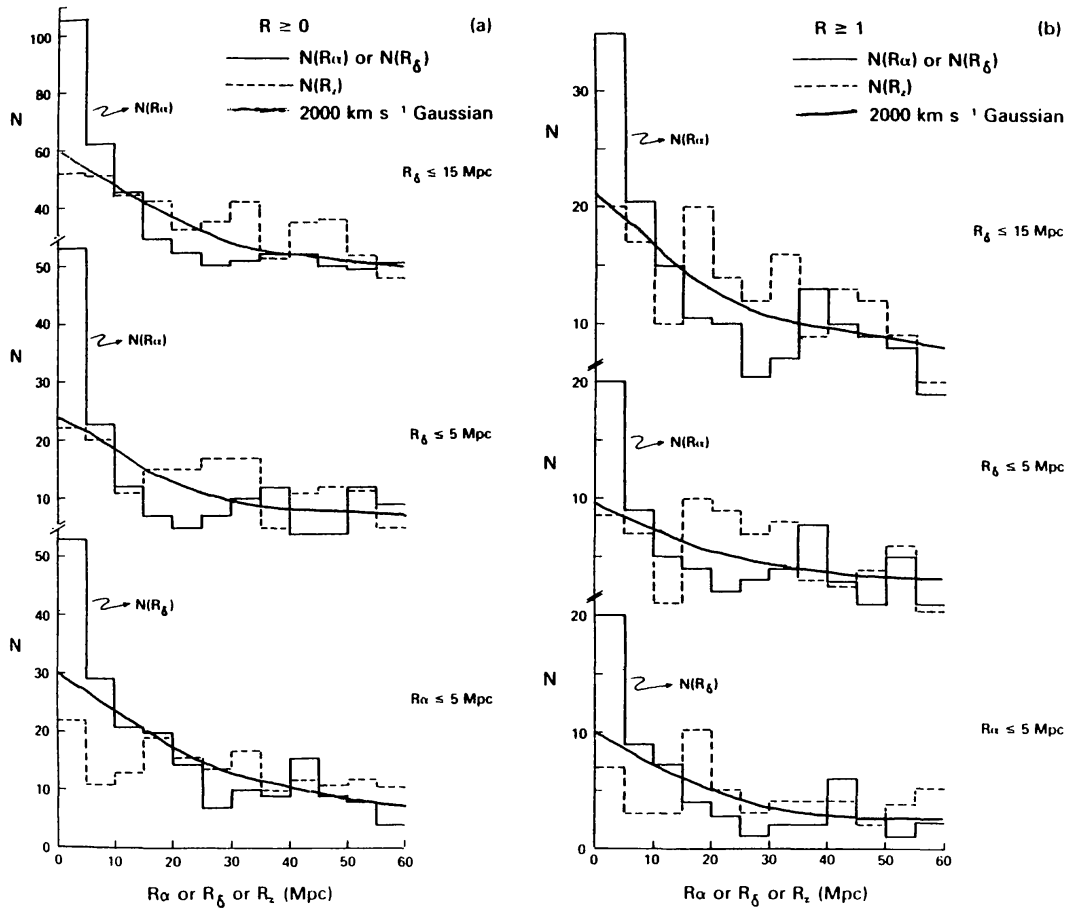 R ≥ 0 (a)
N(Rα) or N(Rδ)
N(Rz)
2000 km s⁻¹ Gaussian
100
80
60
40
N
N(Rα)
Rδ ≤ 15 Mpc
50
40
30
20
10
N
N(Rα)
Rδ ≤ 5 Mpc
50
40
30
20
10
0
N
N(Rδ)
Rα ≤ 5 Mpc
0 10 20 30 40 50 60
Rα or Rδ or Rz (Mpc)
R ≥ 1 (b)
N(Rα) or N(Rδ)
N(Rz)
2000 km s⁻¹ Gaussian
30
20
10
N
N(Rα)
Rδ ≤ 15 Mpc
20
10
N
N(Rα)
Rδ ≤ 5 Mpc
20
10
0
N
N(Rδ)
Rα ≤ 5 Mpc
0 10 20 30 40 50 60
Rα or Rδ or Rz (Mpc)